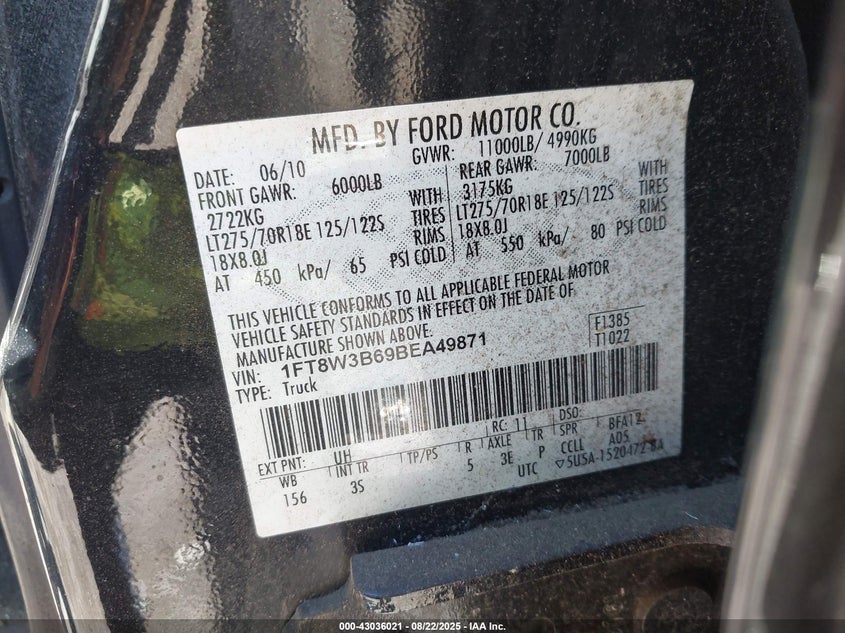 MFD. BY FORD MOTOR CO.
DATE: 06/10 GVWR: 11000LB/ 4990KG
FRONT GAWR: 6000LB REAR GAWR: 7000LB
2722KG WITH 3175KG WITH
LT275/70R18E 125/122S TIRES LT275/70R18E 125/122S TIRES
18X8.0J RIMS 18X8.0J RIMS
AT 450 kPa/ 65 PSI COLD AT 550 kPa/ 80 PSI COLD
THIS VEHICLE CONFORMS TO ALL APPLICABLE FEDERAL MOTOR
VEHICLE SAFETY STANDARDS IN EFFECT ON THE DATE OF
MANUFACTURE SHOWN ABOVE.
VIN: 1FT8W3B69BEA49871
TYPE: Truck
F1385
T1022
EXT PNT: UH RC: 11 DSO:
WB INT TR TP/PS R AXLE TR SPR BFA12
156 3S 5 3E P CELL AD5
UTC ▽5U5A-1520472-BA
000-43036021 - 08/22/2025 - IAA Inc.